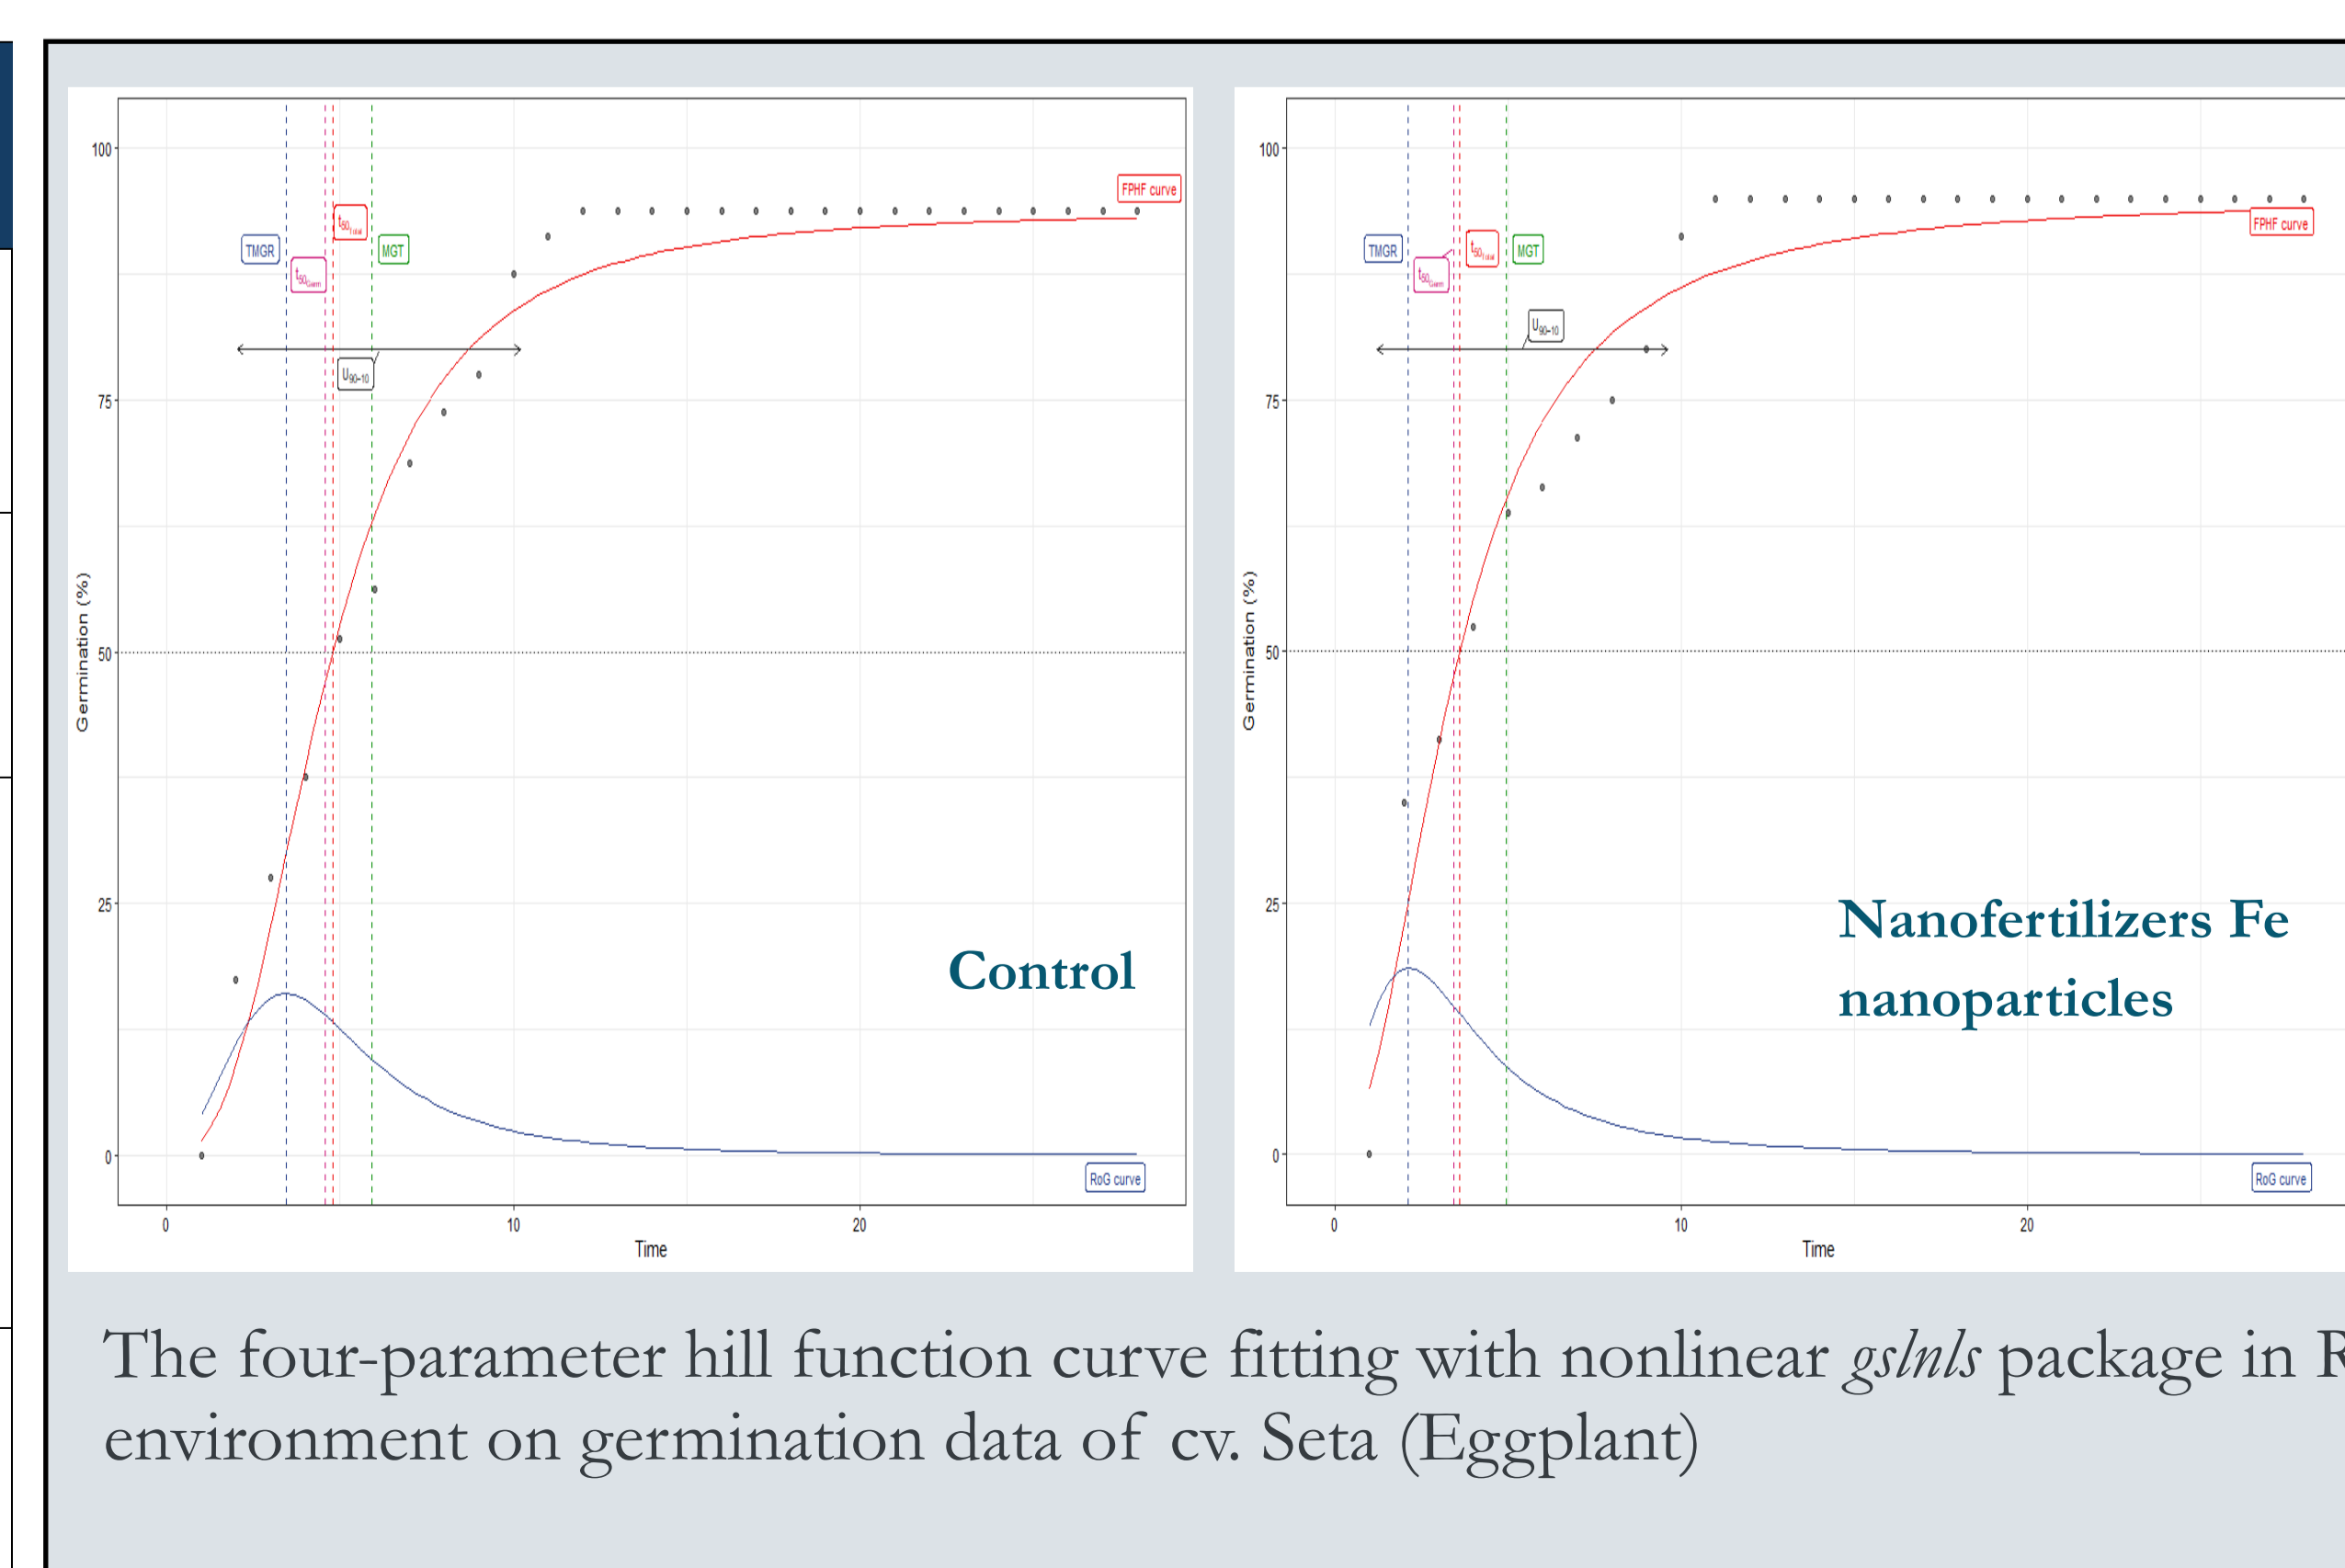 100
75
50
25
0
Germination (%)
TMGR
t50Germ
t50Total
MGT
U90–10
FPHF curve
RoG curve
Control
0
10
20
Time
100
75
50
25
0
Germination (%)
TMGR
t50Germ
t50Total
MGT
U90–10
FPHF curve
RoG curve
Nanofertilizers Fe
nanoparticles
0
10
20
Time
The four-parameter hill function curve fitting with nonlinear gslnls package in R
environment on germination data of cv. Seta (Eggplant)